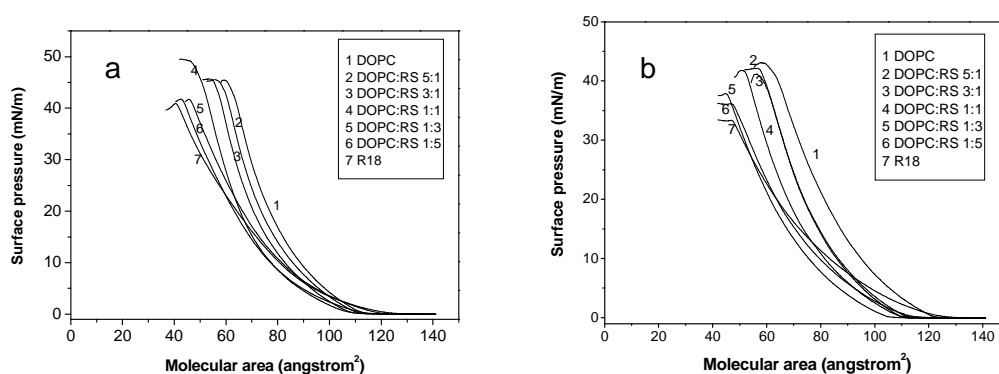 a
1 DOPC
2 DOPC:RS 5:1
3 DOPC:RS 3:1
4 DOPC:RS 1:1
5 DOPC:RS 1:3
6 DOPC:RS 1:5
7 R18
4
5
6
7
2
3
1
50
40
30
20
10
0
Surface pressure (mN/m)
0 20 40 60 80 100 120 140
Molecular area (angstrom²)
b
1 DOPC
2 DOPC:RS 5:1
3 DOPC:RS 3:1
4 DOPC:RS 1:1
5 DOPC:RS 1:3
6 DOPC:RS 1:5
7 R18
2
3
5
6
7
4
1
50
40
30
20
10
0
Surface pressure (mN/m)
0 20 40 60 80 100 120 140
Molecular area (angstrom²)